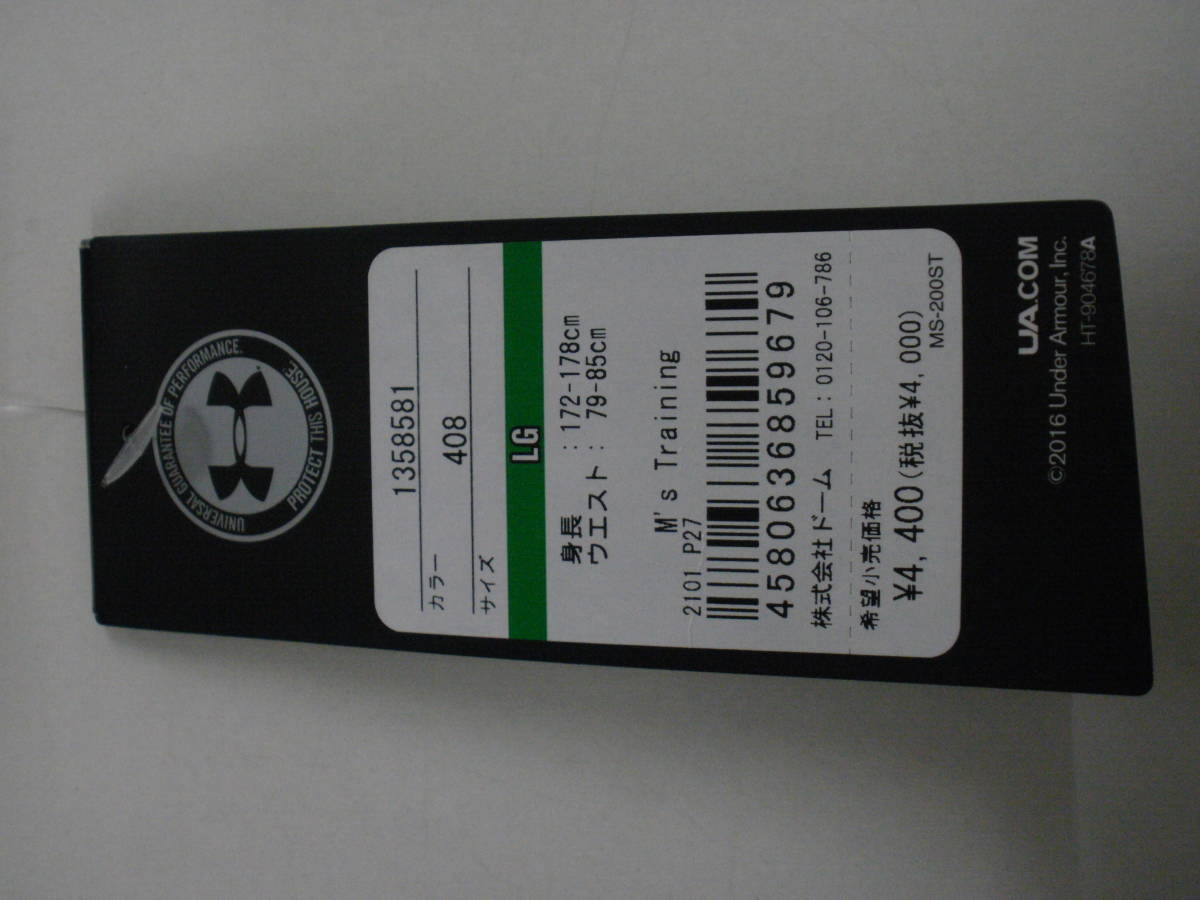 UNIVERSAL GUARANTEE OF PERFORMANCE.
PROTECT THIS HOUSE.
1358581
カラー
408
サイズ
LG
身長 : 172-178cm
ウエスト : 79-85cm
M's Training
2101 P27
4580636859679
株式会社ドーム TEL: 0120-106-786
希望小売価格
¥4,400(税抜¥4,000)
MS-200ST
UA.COM
©2016 Under Armour, Inc.
HT-904678A